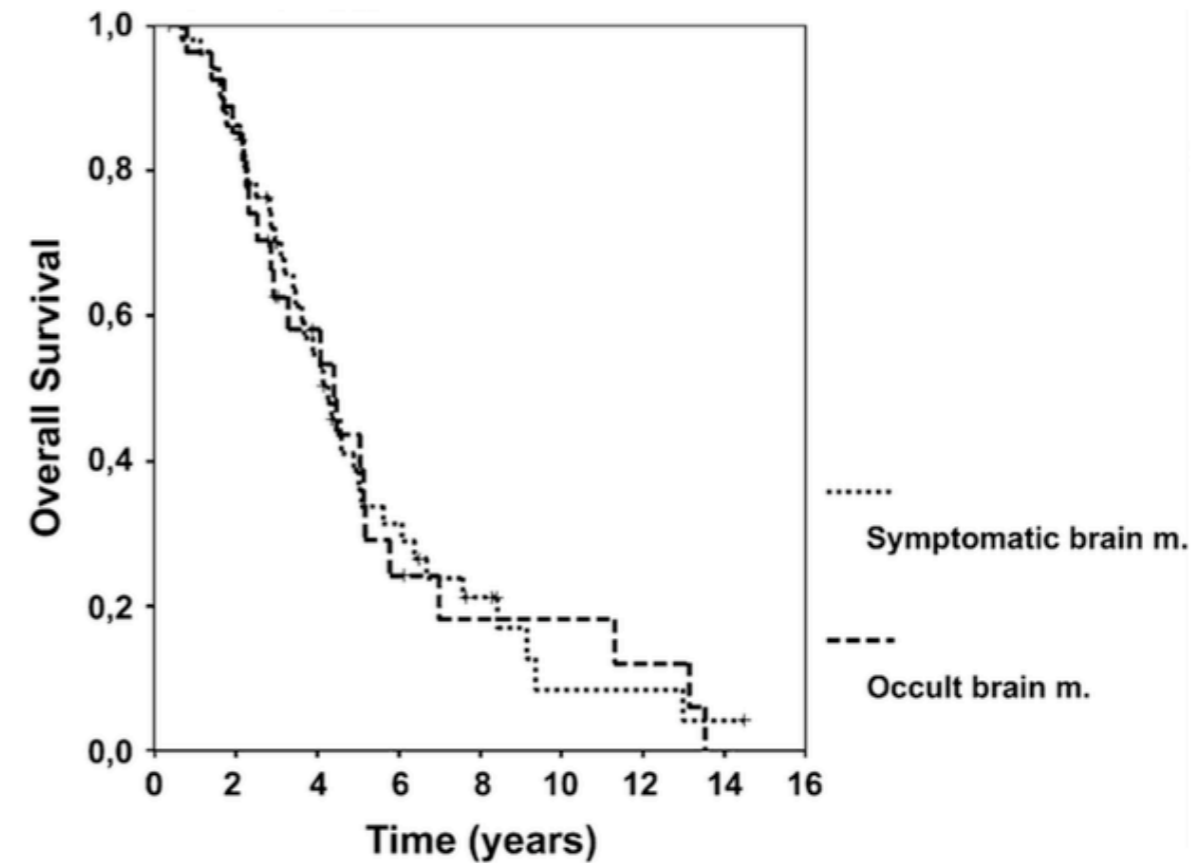 Overall Survival
1,0
0,8
0,6
0,4
0,2
0,0
0 2 4 6 8 10 12 14 16
Time (years)
Symptomatic brain m.
Occult brain m.